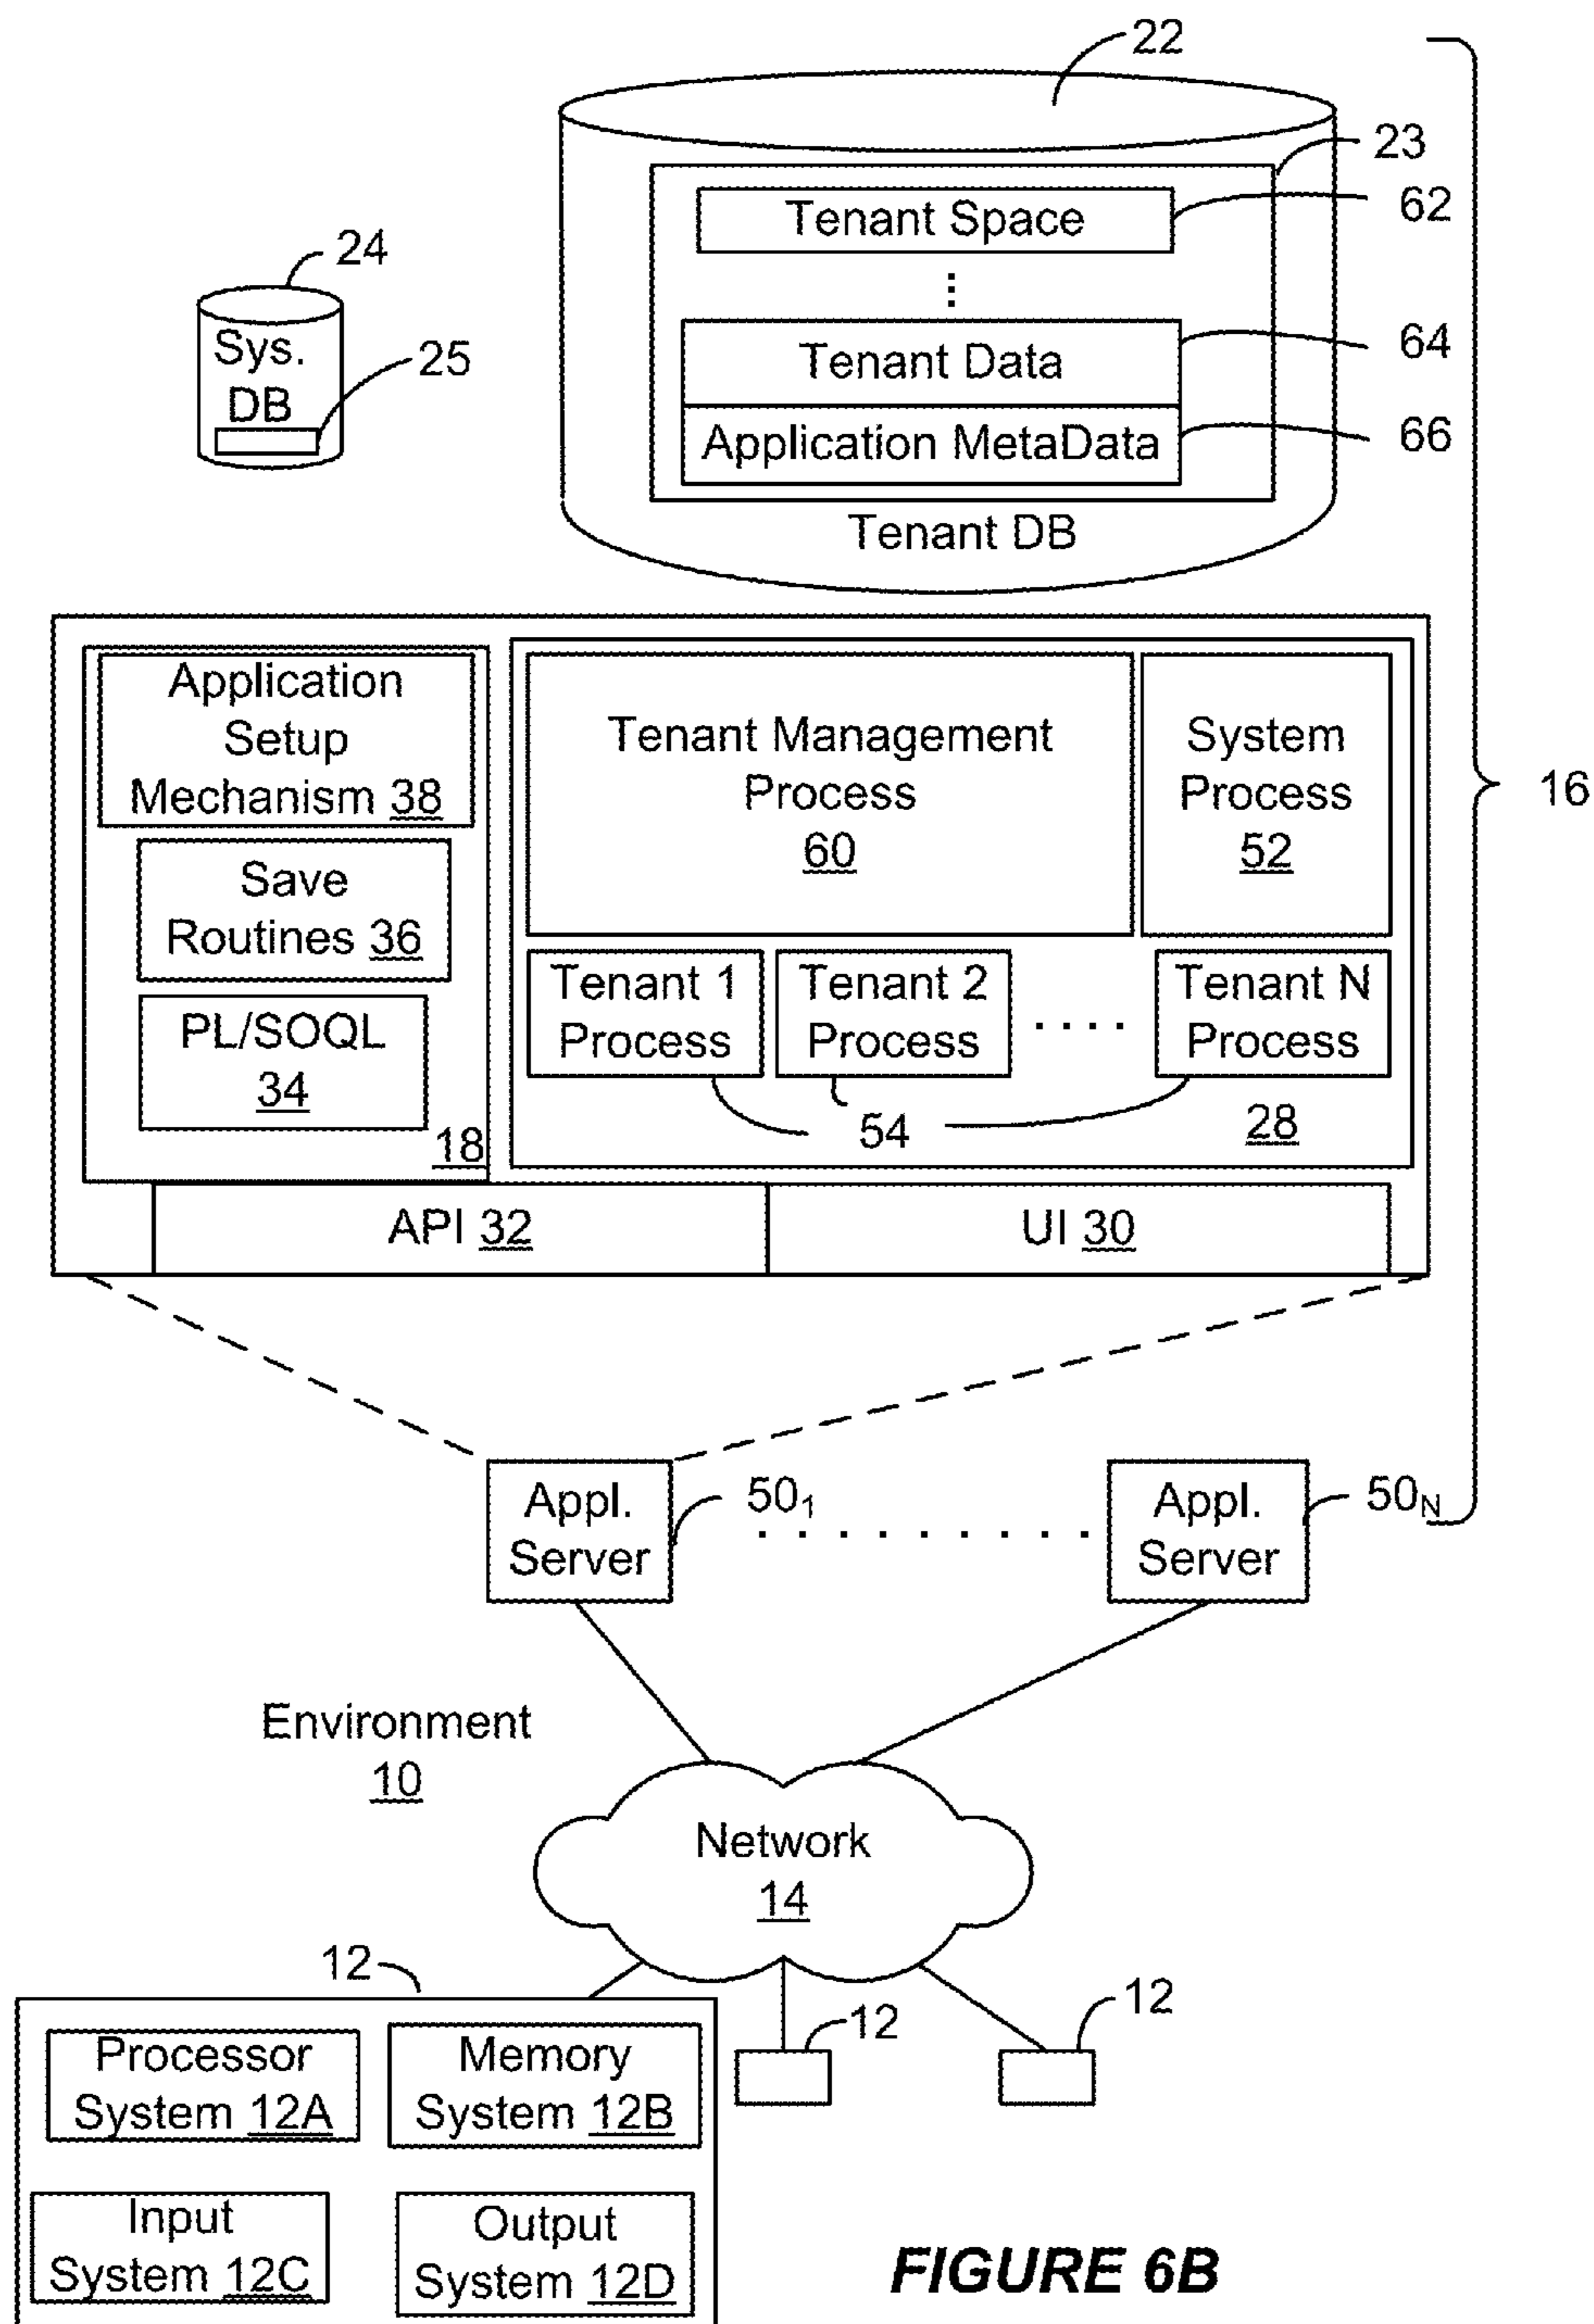 22
23
Tenant Space
62
24
Sys.
DB
25
Tenant Data
64
Application MetaData
66
Tenant DB
16
Application
Setup
Mechanism 38
Save
Routines 36
PL/SOQL
34
18
Tenant Management
Process
60
System
Process
52
Tenant 1
Process
Tenant 2
Process
Tenant N
Process
54
28
API 32
UI 30
Appl.
Server
50₁
Appl.
Server
50N
Environment
10
Network
14
12
12
12
Processor
System 12A
Memory
System 12B
Input
System 12C
Output
System 12D
FIGURE 6B